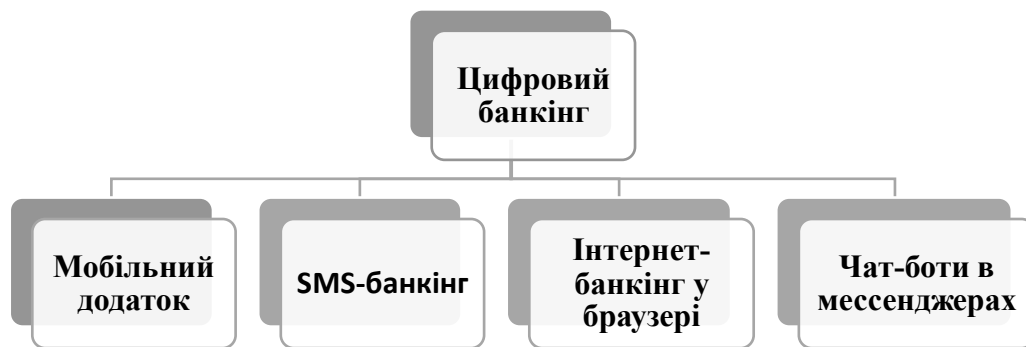 Цифровий
банкінг
Мобільний
додаток
SMS-банкінг
Інтернет-
банкінг у
браузері
Чат-боти в
мессенджерах